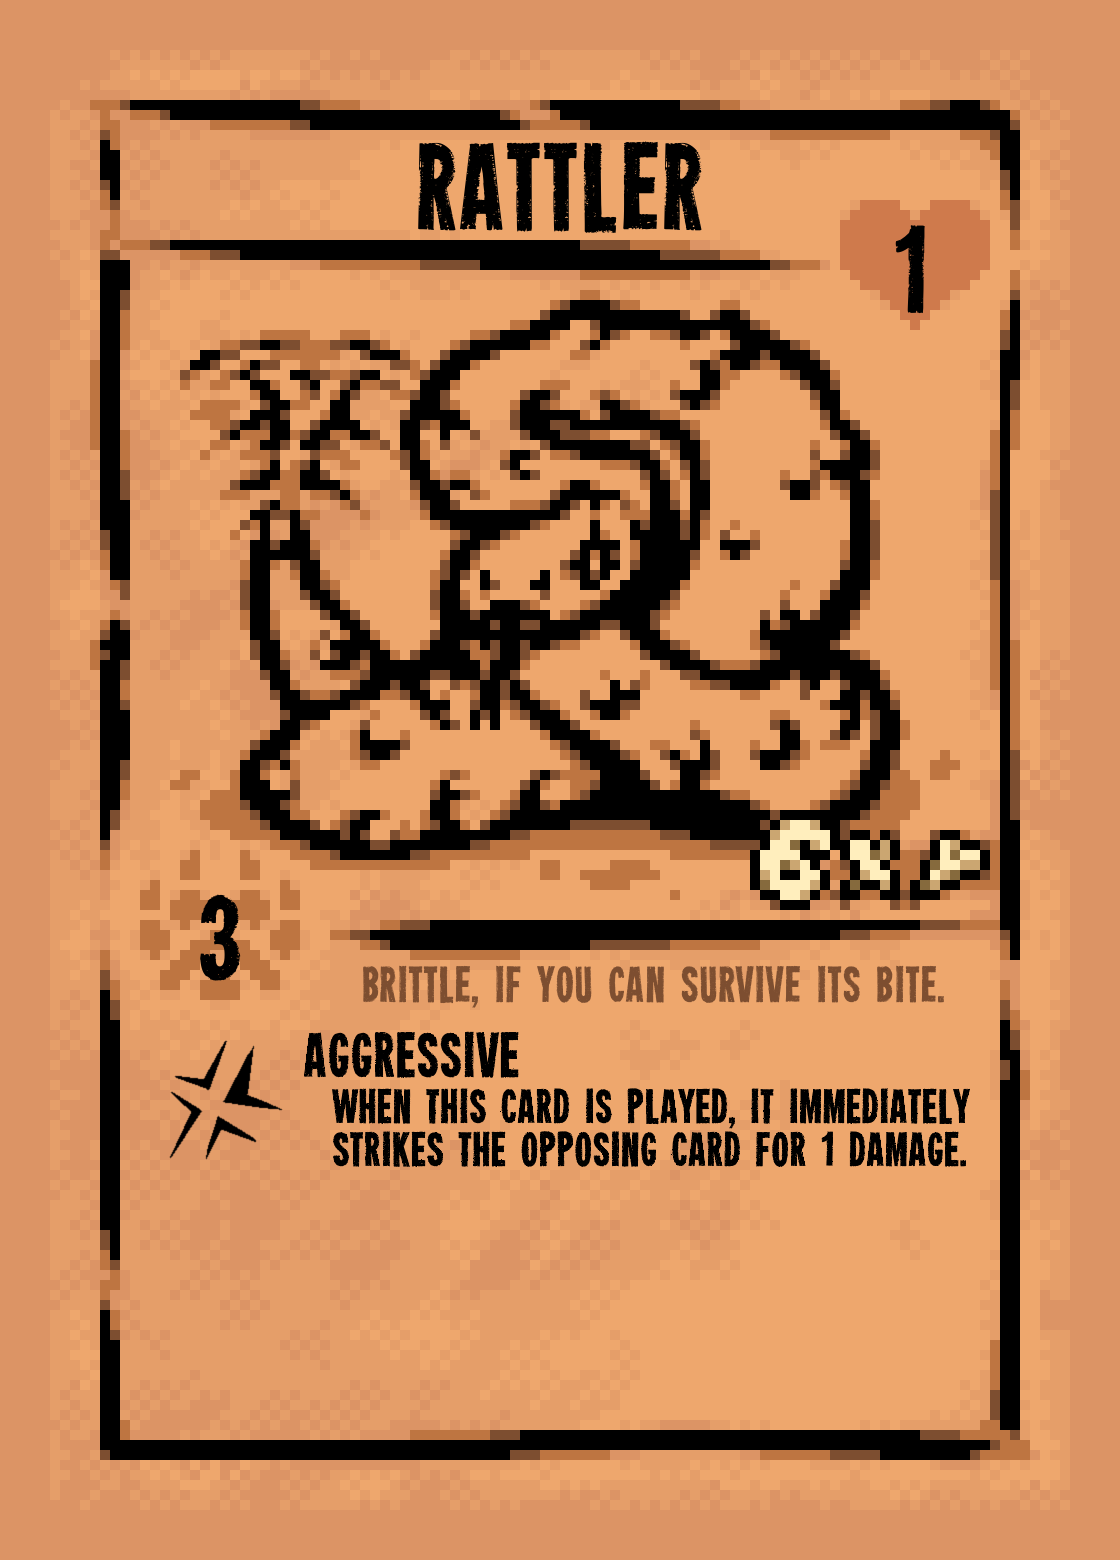 RATTLER
1
6X
3
BRITTLE, IF YOU CAN SURVIVE ITS BITE.
AGGRESSIVE
WHEN THIS CARD IS PLAYED, IT IMMEDIATELY
STRIKES THE OPPOSING CARD FOR 1 DAMAGE.